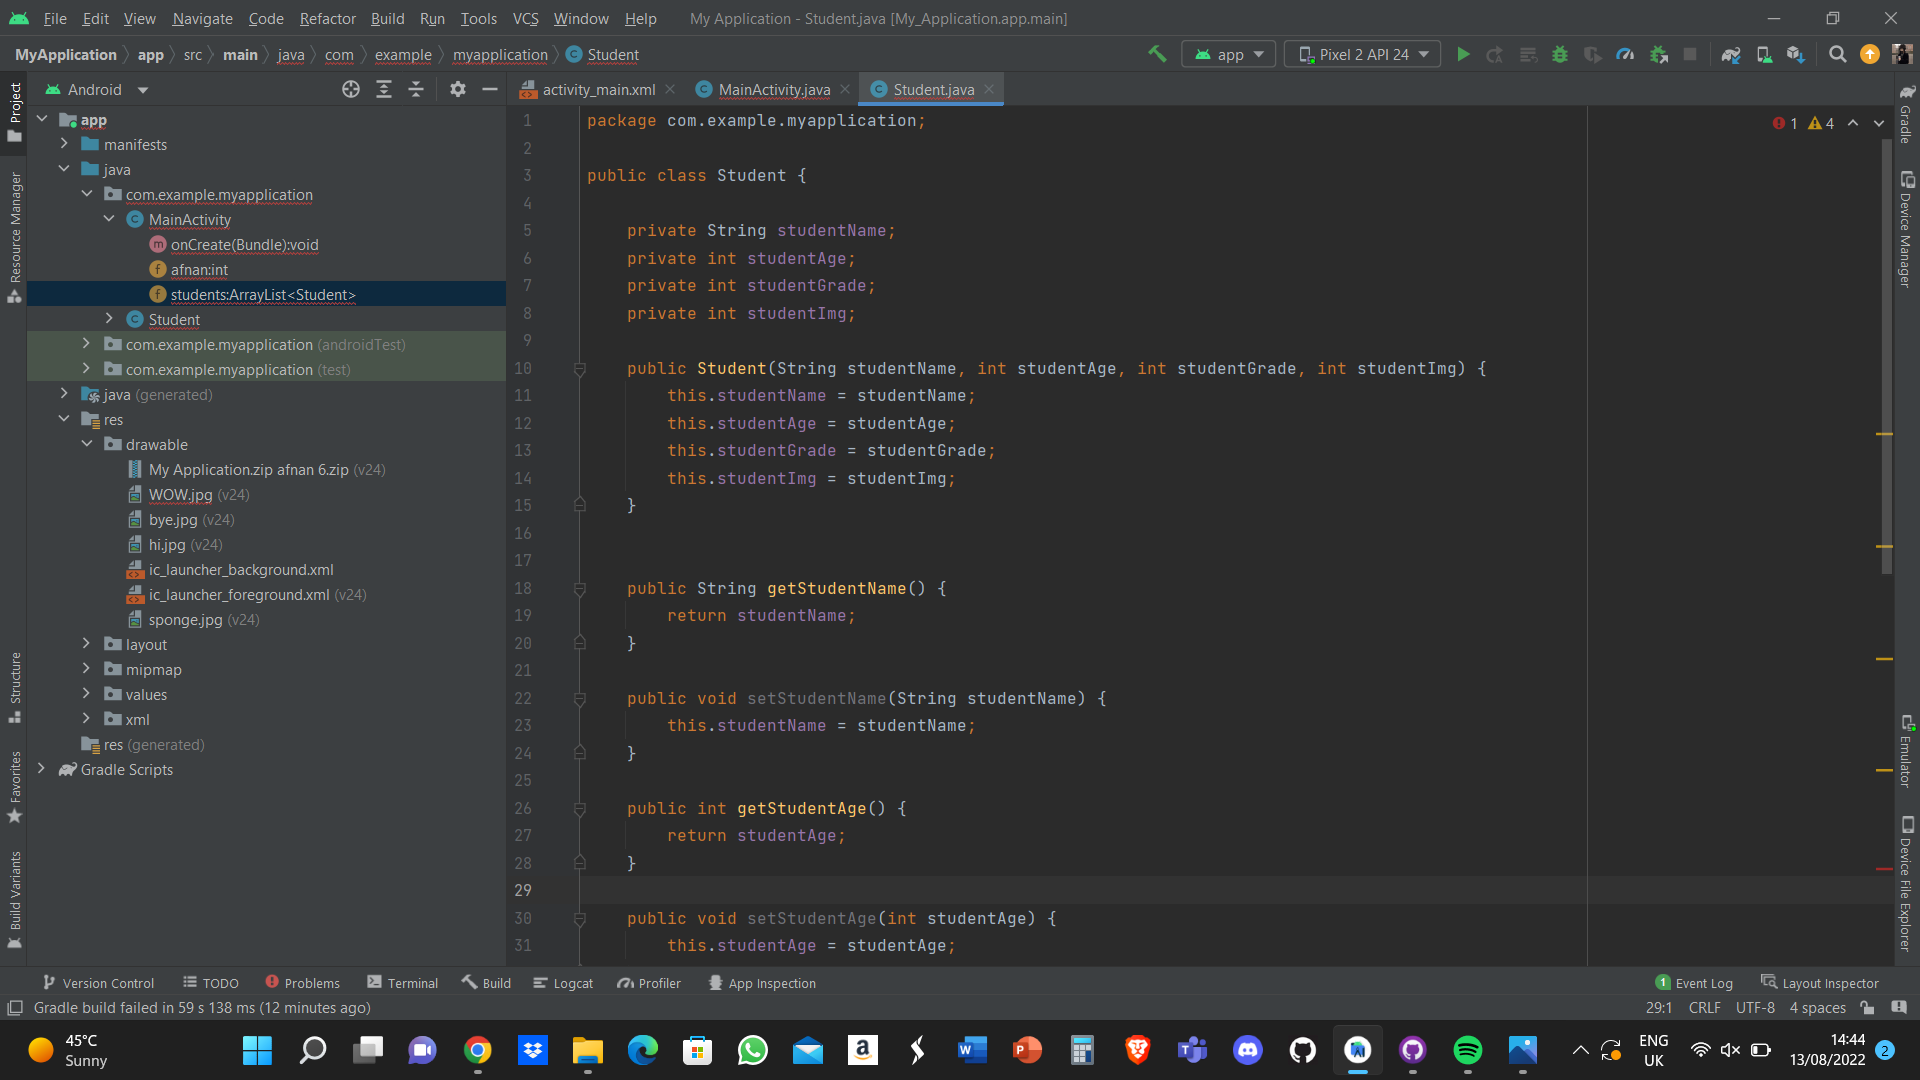 File Edit View Navigate Code Refactor Build Run Tools VCS Window Help My Application - Student.java [My_Application.app.main]
MyApplication app src main java com example myapplication Student
app Pixel 2 API 24
Android
activity_main.xml MainActivity.java Student.java
Project
Resource Manager
Structure
Favorites
Build Variants
app
manifests
java
com.example.myapplication
MainActivity
onCreate(Bundle):void
afnan:int
students:ArrayList<Student>
Student
com.example.myapplication (androidTest)
com.example.myapplication (test)
java (generated)
res
drawable
My Application.zip afnan 6.zip (v24)
WOW.jpg (v24)
bye.jpg (v24)
hi.jpg (v24)
ic_launcher_background.xml
ic_launcher_foreground.xml (v24)
sponge.jpg (v24)
layout
mipmap
values
xml
res (generated)
Gradle Scripts
1 4
1 package com.example.myapplication;
2
3 public class Student {
4
5 private String studentName;
6 private int studentAge;
7 private int studentGrade;
8 private int studentImg;
9
10 public Student(String studentName, int studentAge, int studentGrade, int studentImg) {
11 this.studentName = studentName;
12 this.studentAge = studentAge;
13 this.studentGrade = studentGrade;
14 this.studentImg = studentImg;
15 }
16
17
18 public String getStudentName() {
19 return studentName;
20 }
21
22 public void setStudentName(String studentName) {
23 this.studentName = studentName;
24 }
25
26 public int getStudentAge() {
27 return studentAge;
28 }
29
30 public void setStudentAge(int studentAge) {
31 this.studentAge = studentAge;
Gradle
Device Manager
Emulator
Device File Explorer
Version Control TODO Problems Terminal Build Logcat Profiler App Inspection 1 Event Log Layout Inspector
Gradle build failed in 59 s 138 ms (12 minutes ago) 29:1 CRLF UTF-8 4 spaces
45°C
Sunny
ENG
UK
14:44
13/08/2022
2